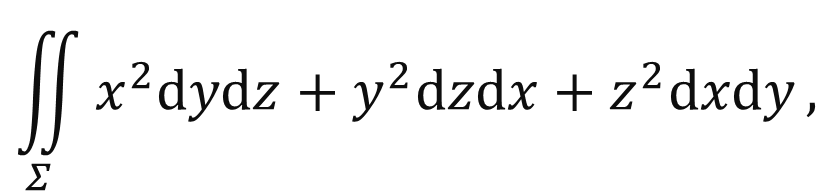 ∬_Σ x²dydz + y²dzdx + z²dxdy ,